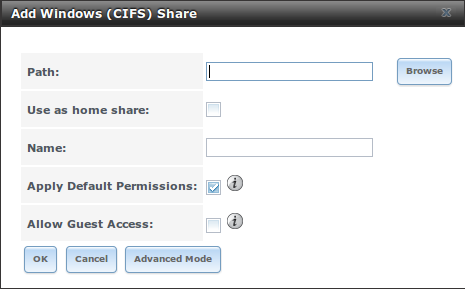 Add Windows (CIFS) Share
Path:
Browse
Use as home share:
Name:
Apply Default Permissions:
Allow Guest Access:
OK
Cancel
Advanced Mode